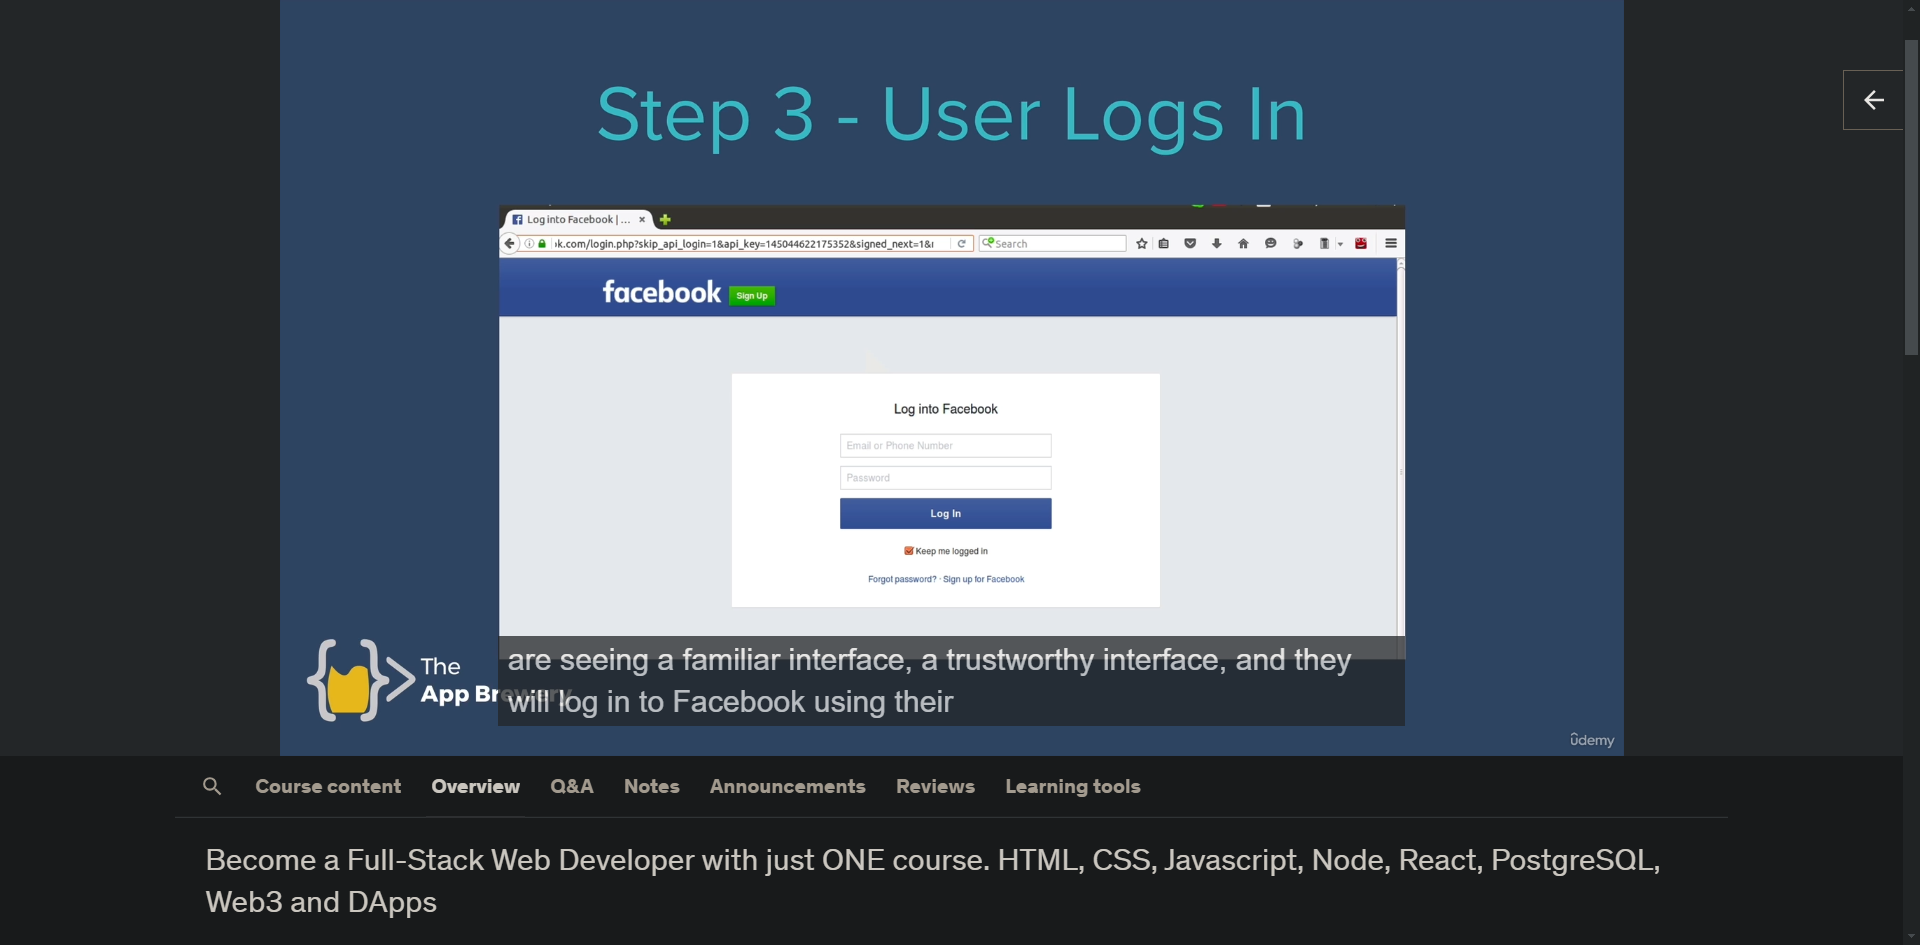 Step 3 - User Logs In
Log into Facebook | ...
k.com/login.php?skip_api_login=1&api_key=145044622175352&signed_next=1&
Search
facebook Sign Up
Log into Facebook
Email or Phone Number
Password
Log In
Keep me logged in
Forgot password? · Sign up for Facebook
The
App Brewery
are seeing a familiar interface, a trustworthy interface, and they
will log in to Facebook using their
ûdemy
Course content Overview Q&A Notes Announcements Reviews Learning tools
Become a Full-Stack Web Developer with just ONE course. HTML, CSS, Javascript, Node, React, PostgreSQL,
Web3 and DApps